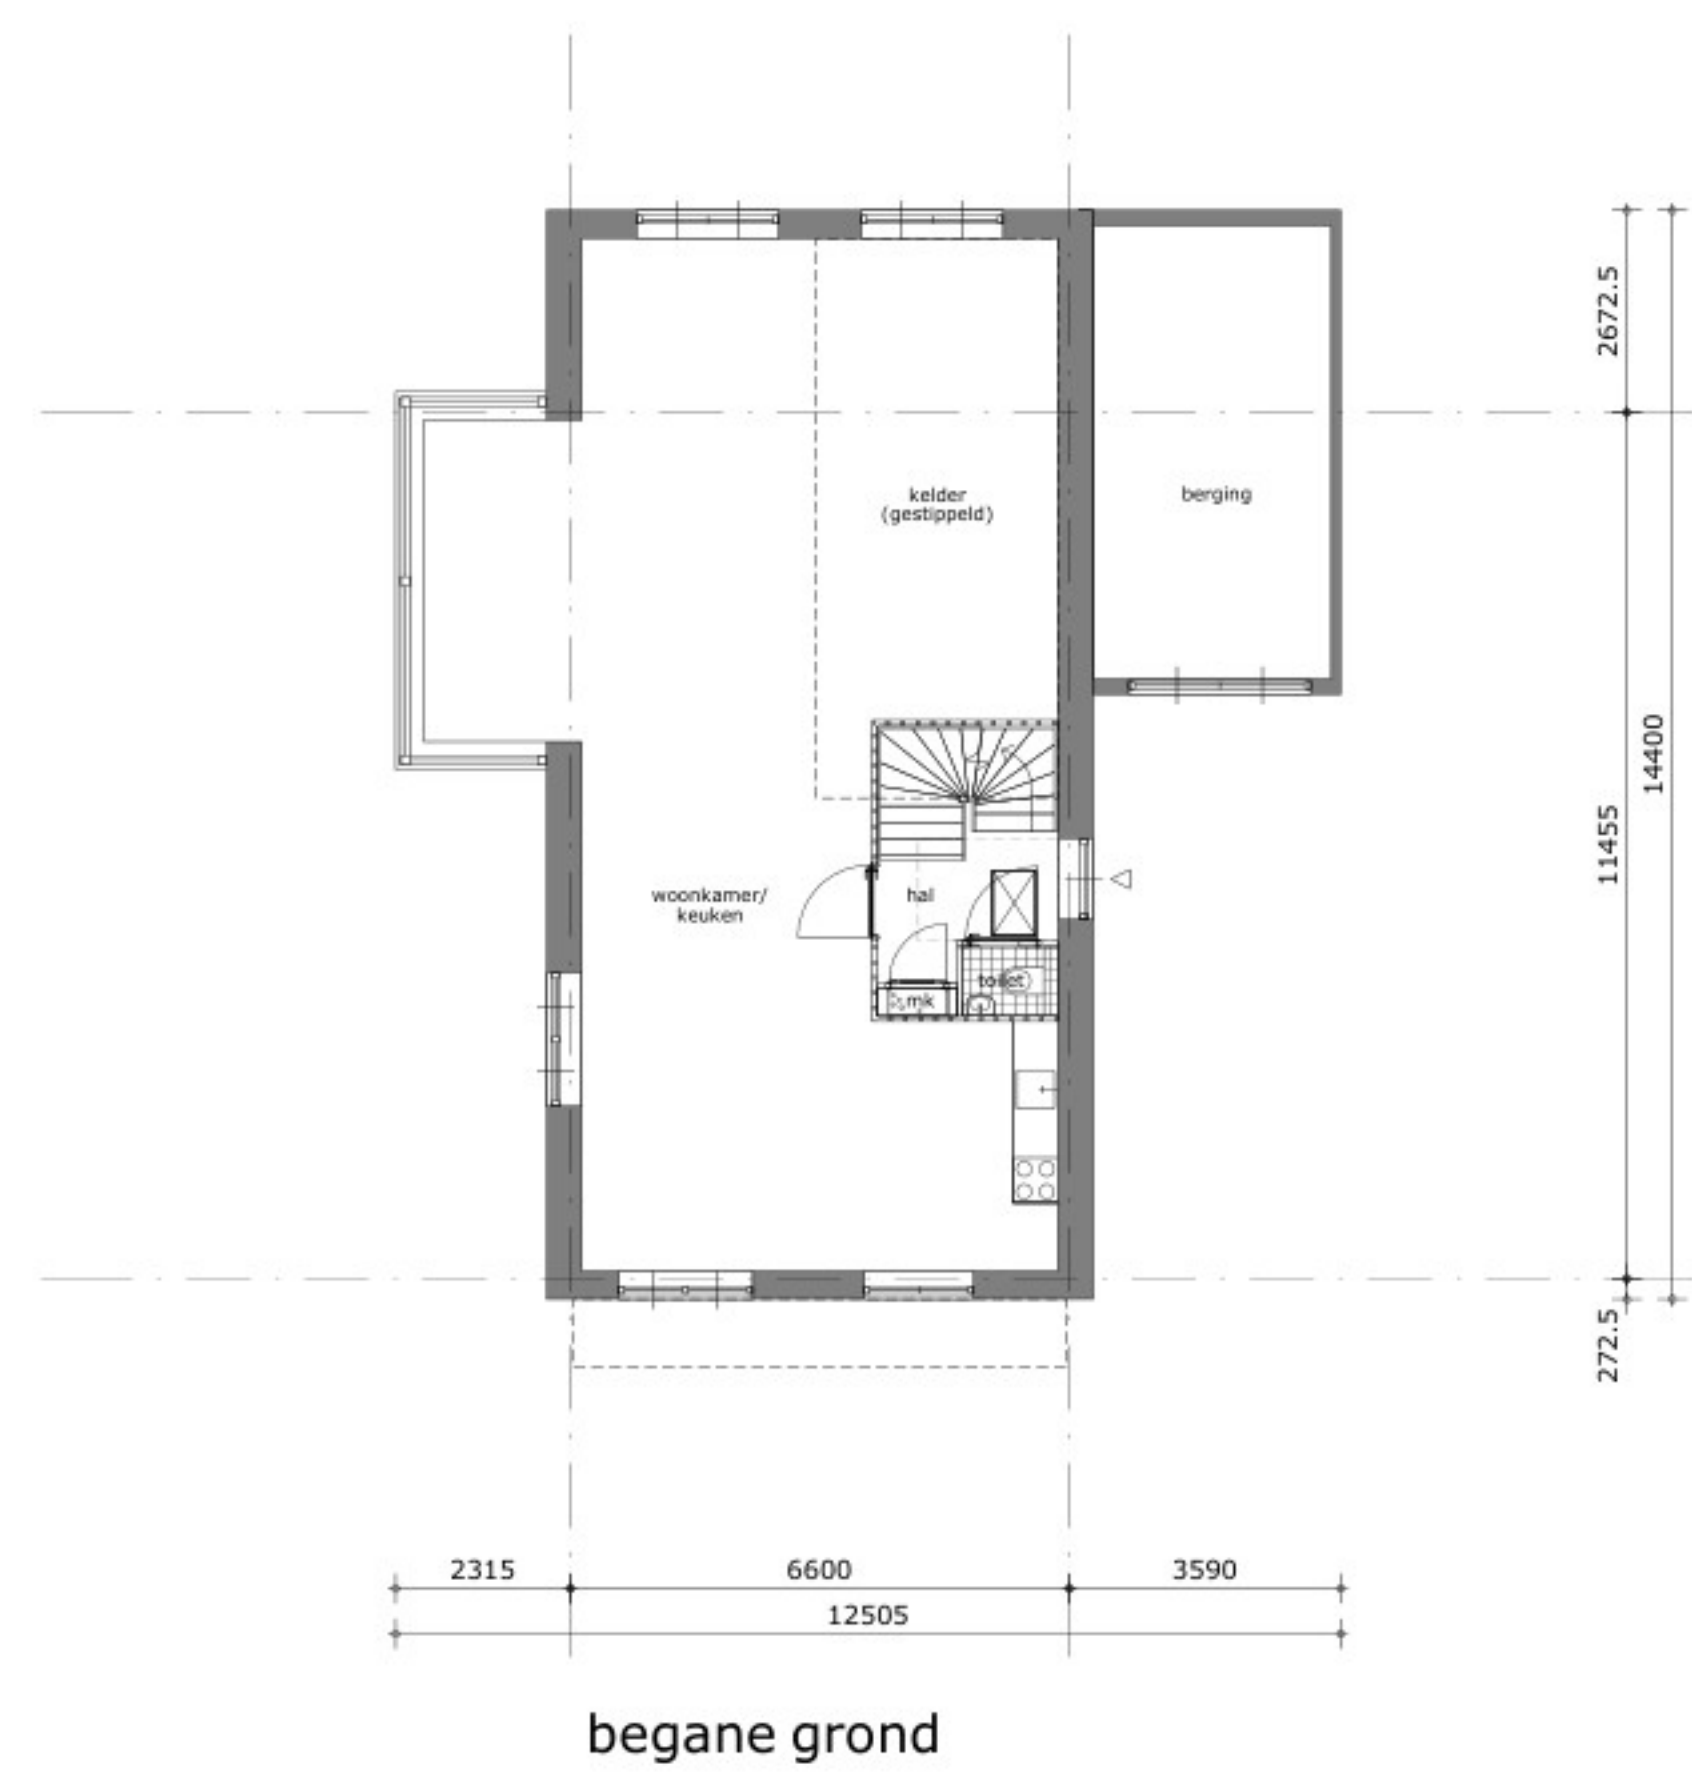 2672.5
kelder
(gestippeld)
berging
14400
11455
woonkamer/
keuken
hal
toilet
mk
272.5
2315
6600
3590
12505
begane grond